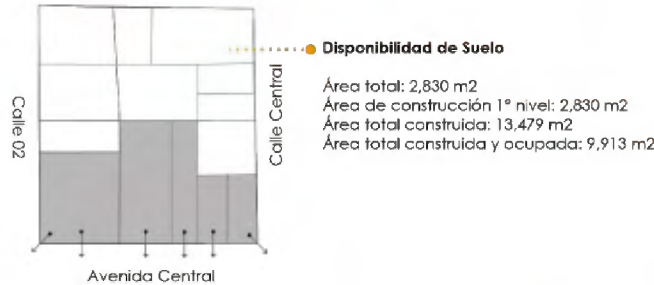 Disponibilidad de Suelo
Área total: 2,830 m2
Área de construcción 1º nivel: 2,830 m2
Área total construida: 13,479 m2
Área total construida y ocupada: 9,913 m2
Calle 02
Calle Central
Avenida Central